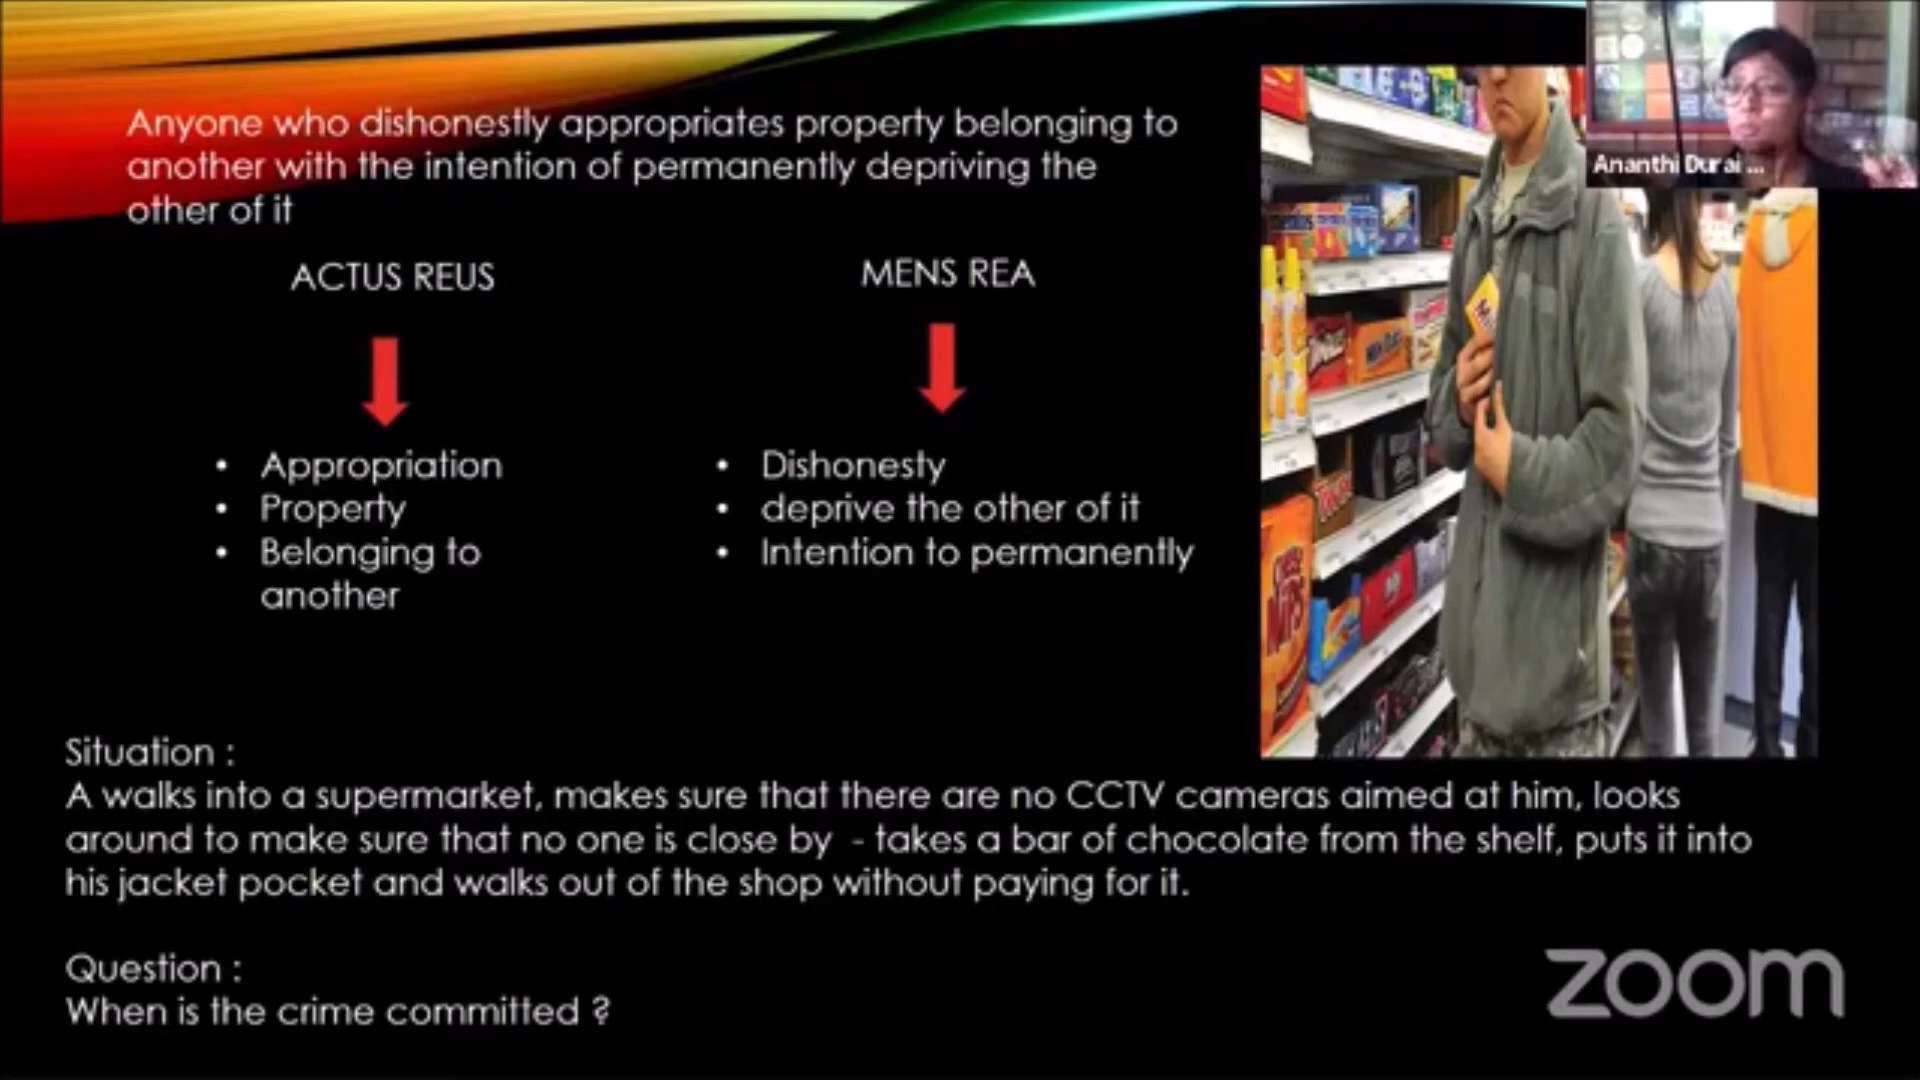 Anyone who dishonestly appropriates property belonging to
another with the intention of permanently depriving the
other of it
ACTUS REUS
MENS REA
• Appropriation
• Property
• Belonging to
another
• Dishonesty
• deprive the other of it
• Intention to permanently
Ananthi Durai ...
Twix
Situation :
A walks into a supermarket, makes sure that there are no CCTV cameras aimed at him, looks
around to make sure that no one is close by - takes a bar of chocolate from the shelf, puts it into
his jacket pocket and walks out of the shop without paying for it.
Question :
When is the crime committed ?
zoom